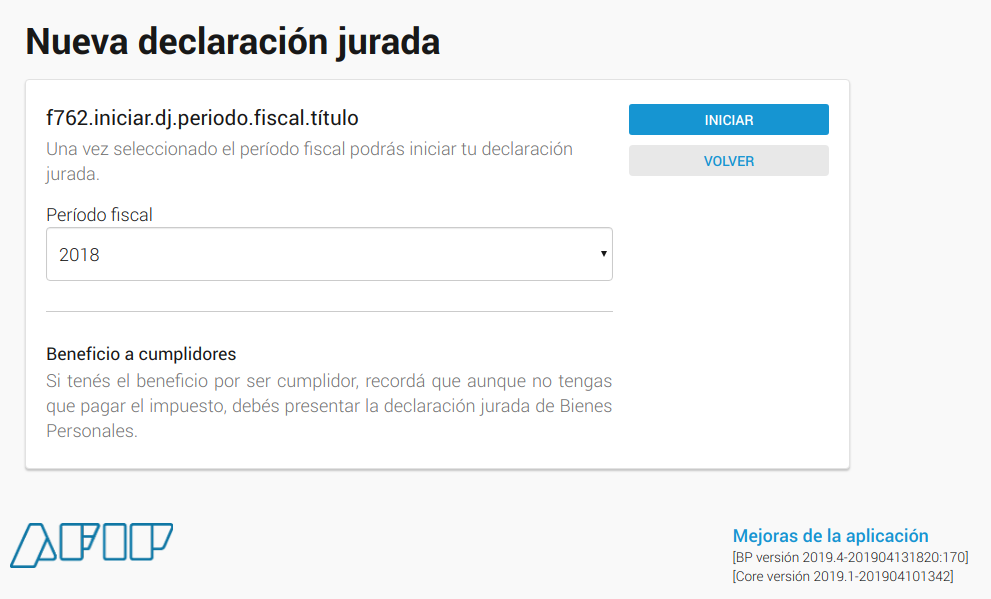 Nueva declaración jurada
f762.iniciar.dj.periodo.fiscal.título
Una vez seleccionado el período fiscal podrás iniciar tu declaración
jurada.
Período fiscal
2018
Beneficio a cumplidores
Si tenés el beneficio por ser cumplidor, recordá que aunque no tengas
que pagar el impuesto, debés presentar la declaración jurada de Bienes
Personales.
INICIAR
VOLVER
AFIP
Mejoras de la aplicación
[BP versión 2019.4-201904131820:170]
[Core versión 2019.1-201904101342]